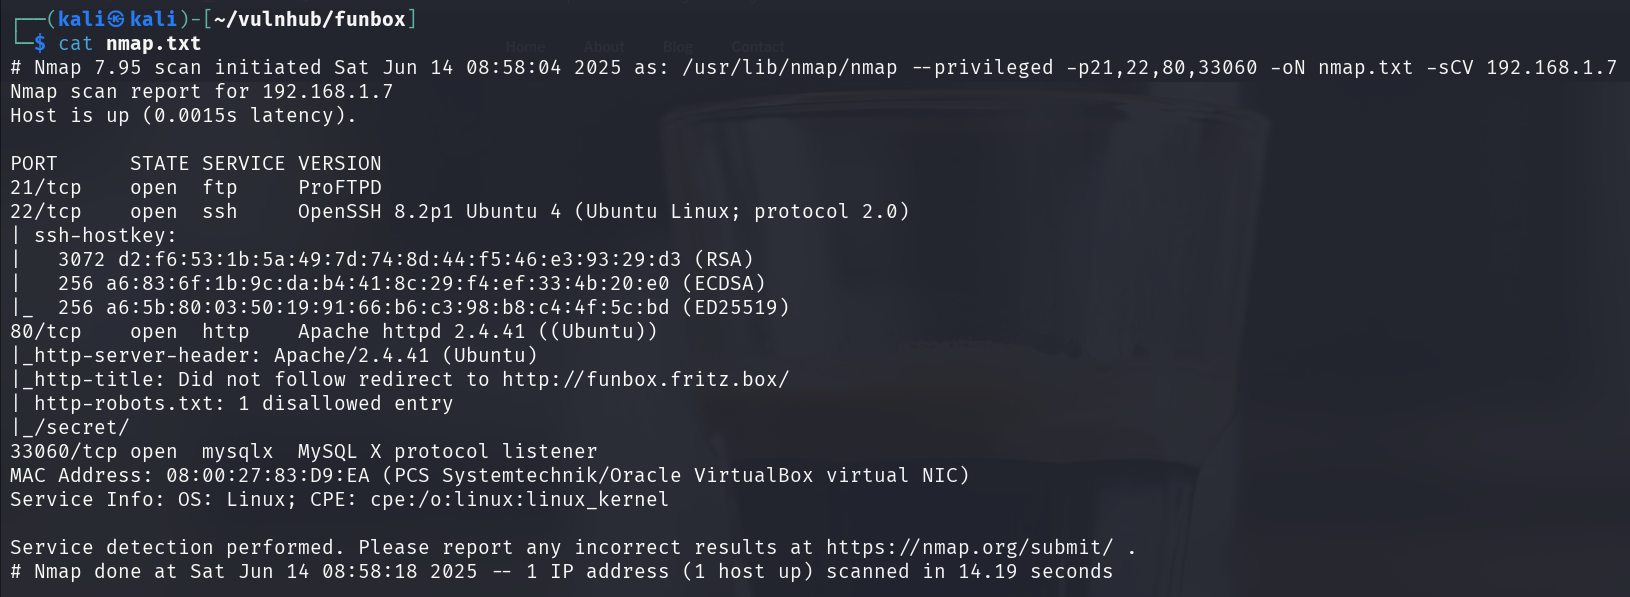 ┌──(kali㉿kali)-[~/vulnhub/funbox]
└─$ cat nmap.txt
Home About Blog Contact
# Nmap 7.95 scan initiated Sat Jun 14 08:58:04 2025 as: /usr/lib/nmap/nmap --privileged -p21,22,80,33060 -oN nmap.txt -sCV 192.168.1.7
Nmap scan report for 192.168.1.7
Host is up (0.0015s latency).
PORT      STATE SERVICE VERSION
21/tcp    open  ftp     ProFTPD
22/tcp    open  ssh     OpenSSH 8.2p1 Ubuntu 4 (Ubuntu Linux; protocol 2.0)
| ssh-hostkey:
|   3072 d2:f6:53:1b:5a:49:7d:74:8d:44:f5:46:e3:93:29:d3 (RSA)
|   256 a6:83:6f:1b:9c:da:b4:41:8c:29:f4:ef:33:4b:20:e0 (ECDSA)
|_  256 a6:5b:80:03:50:19:91:66:b6:c3:98:b8:c4:4f:5c:bd (ED25519)
80/tcp    open  http    Apache httpd 2.4.41 ((Ubuntu))
|_http-server-header: Apache/2.4.41 (Ubuntu)
|_http-title: Did not follow redirect to http://funbox.fritz.box/
| http-robots.txt: 1 disallowed entry
|_/secret/
33060/tcp open  mysqlx  MySQL X protocol listener
MAC Address: 08:00:27:83:D9:EA (PCS Systemtechnik/Oracle VirtualBox virtual NIC)
Service Info: OS: Linux; CPE: cpe:/o:linux:linux_kernel
Service detection performed. Please report any incorrect results at https://nmap.org/submit/ .
# Nmap done at Sat Jun 14 08:58:18 2025 -- 1 IP address (1 host up) scanned in 14.19 seconds